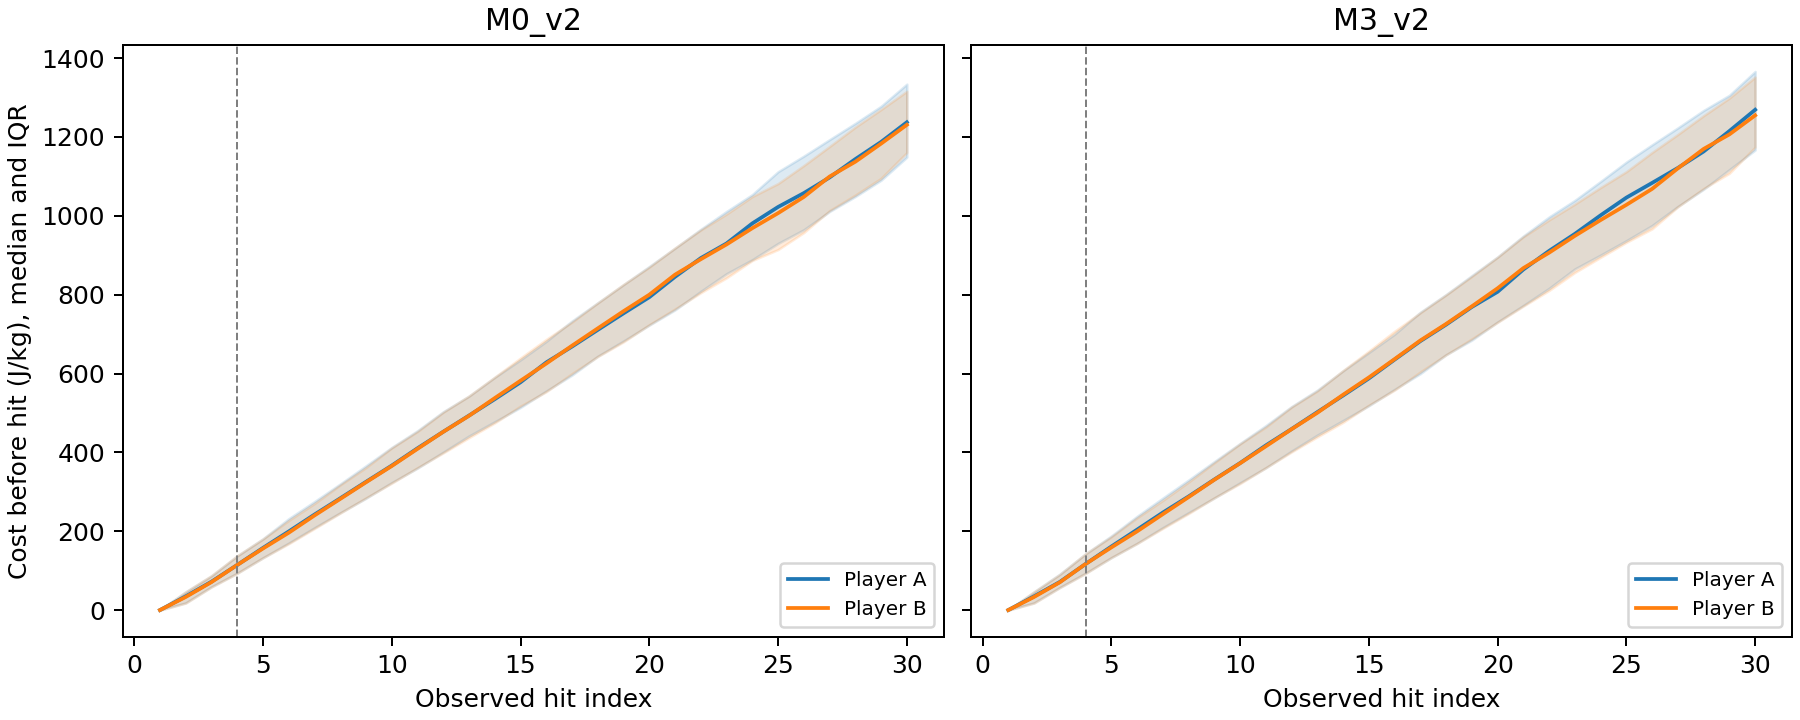 M0_v2
M3_v2
Cost before hit (J/kg), median and IQR
1400
1200
1000
800
600
400
200
0
Player A
Player B
Player A
Player B
0 5 10 15 20 25 30
0 5 10 15 20 25 30
Observed hit index
Observed hit index